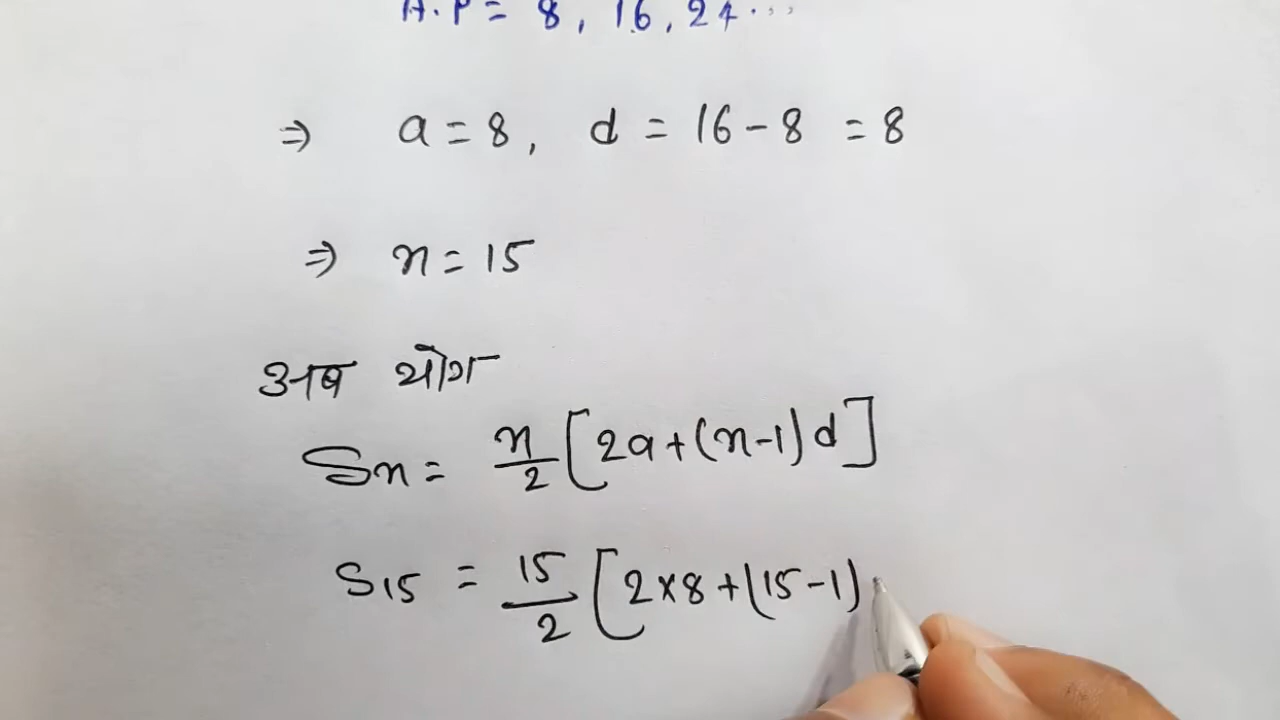 A.P = 8, 16, 24...
⇒ a = 8, d = 16 - 8 = 8
⇒ n = 15
अब योग
Sn = n/2 [2a + (n-1) d]
S15 = 15/2 [2×8 + (15-1)